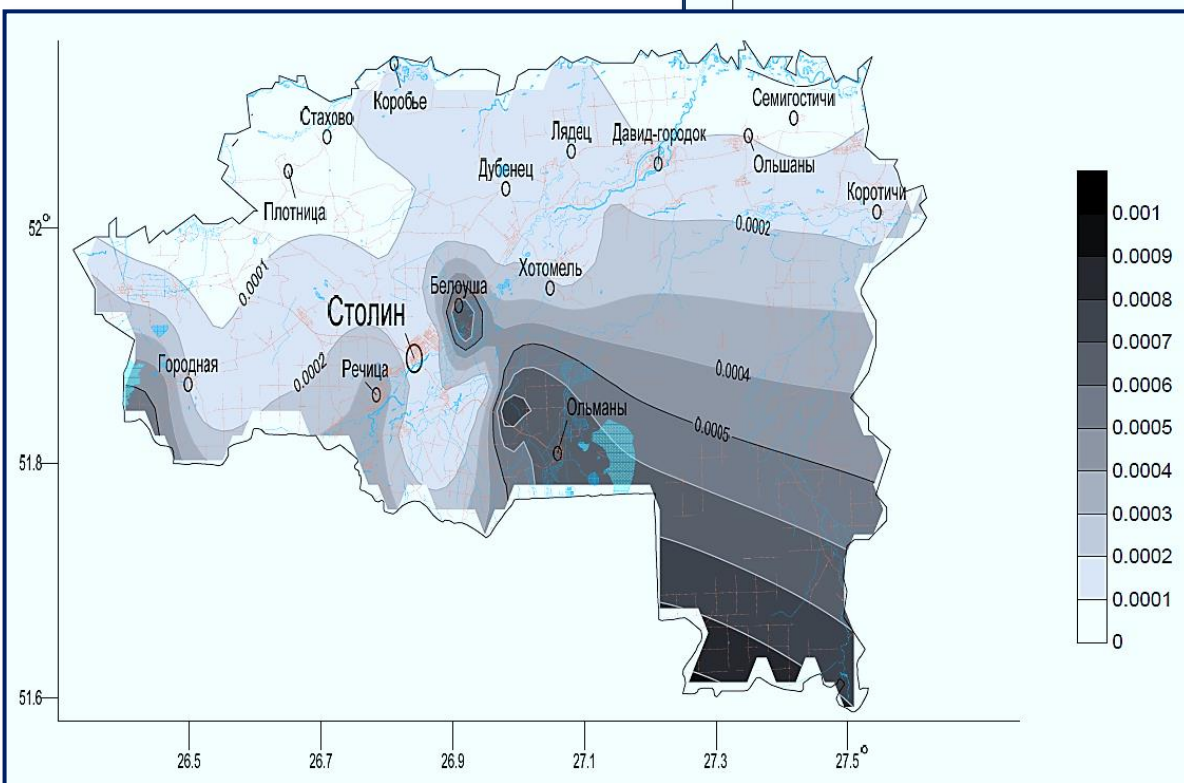 Коробье
Стахово
Плотница
Лядец
Дубенец
Давид-городок
Семигостичи
Ольшаны
Коротичи
0.0001
0.0002
Хотомель
Белоуша
Столин
Городная
0.0002
Речица
0.0004
Ольманы
0.0005
52°
51.8
51.6
26.5
26.7
26.9
27.1
27.3
27.5°
0.001
0.0009
0.0008
0.0007
0.0006
0.0005
0.0004
0.0003
0.0002
0.0001
0